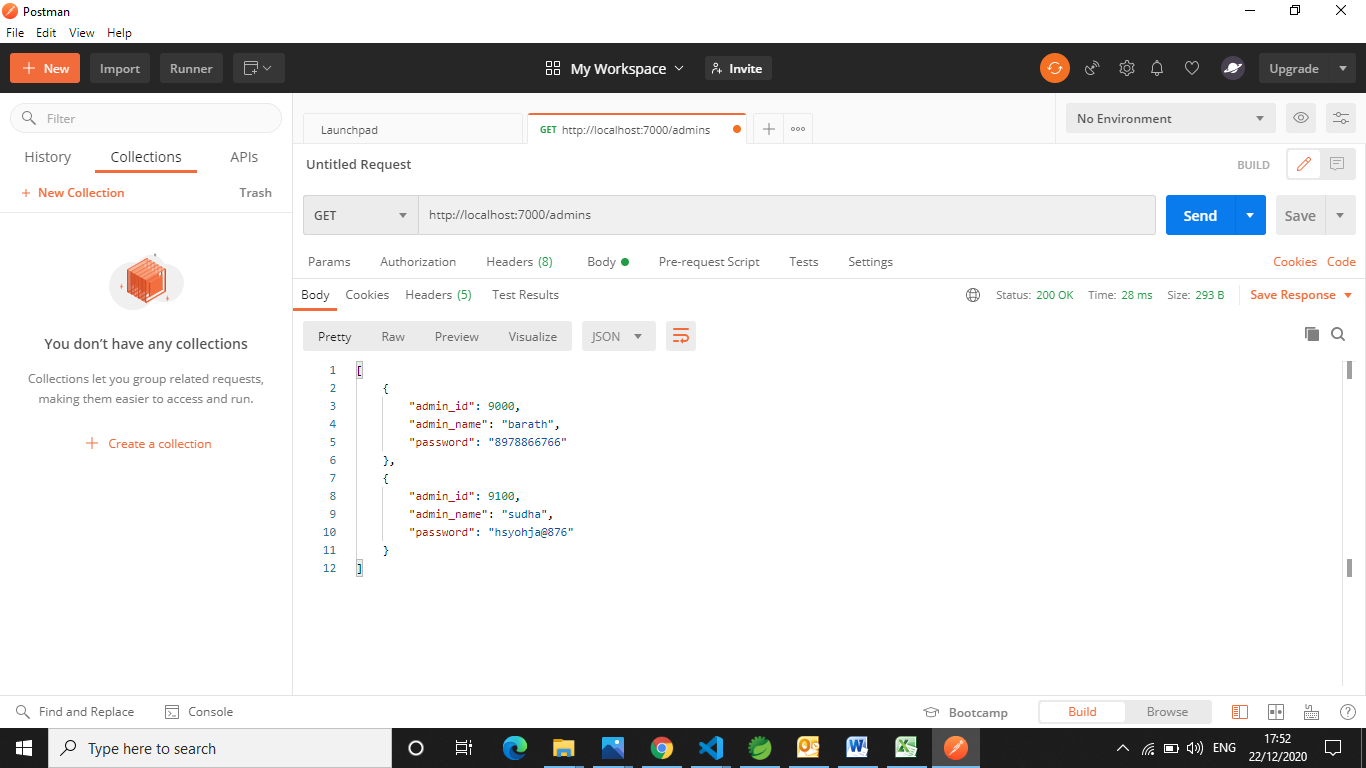 Postman
File Edit View Help
+ New Import Runner My Workspace Invite Upgrade
Filter
History Collections APIs
+ New Collection Trash
You don't have any collections
Collections let you group related requests,
making them easier to access and run.
+ Create a collection
Launchpad GET http://localhost:7000/admins + ooo No Environment
Untitled Request BUILD
GET http://localhost:7000/admins Send Save
Params Authorization Headers (8) Body Pre-request Script Tests Settings Cookies Code
Body Cookies Headers (5) Test Results Status: 200 OK Time: 28 ms Size: 293 B Save Response
Pretty Raw Preview Visualize JSON
1 [
2 {
3 "admin_id": 9000,
4 "admin_name": "barath",
5 "password": "8978866766"
6 },
7 {
8 "admin_id": 9100,
9 "admin_name": "sudha",
10 "password": "hsyohja@876"
11 }
12 ]
Find and Replace Console Bootcamp Build Browse ?
Type here to search ENG 17:52
22/12/2020